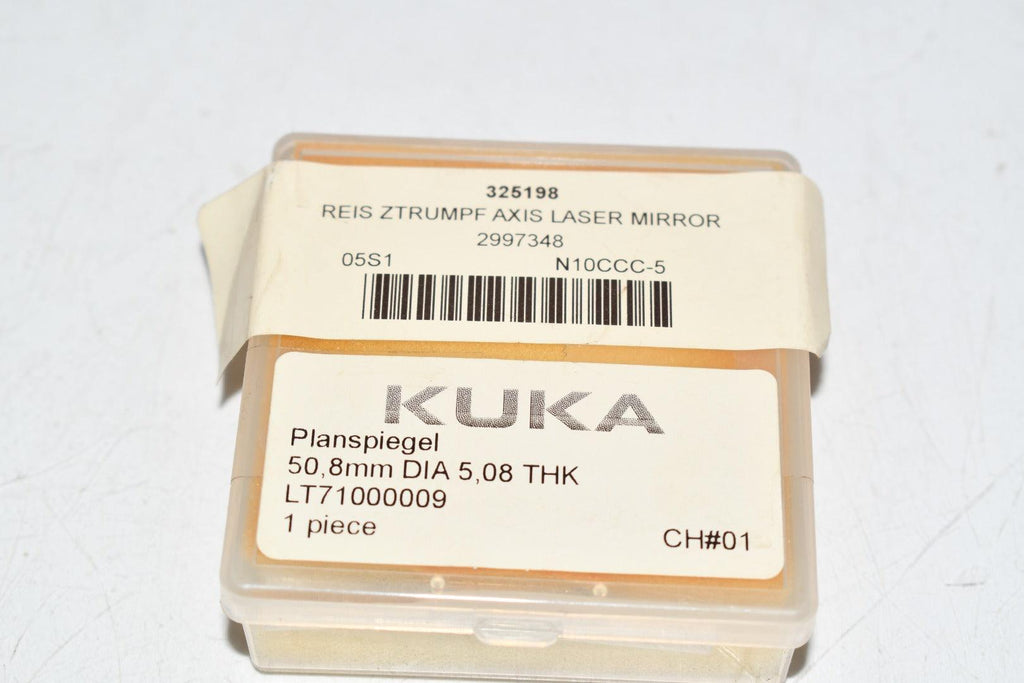 325198
REIS ZTRUMPF AXIS LASER MIRROR
2997348
05S1 N10CCC-5
KUKA
Planspiegel
50,8mm DIA 5,08 THK
LT71000009
1 piece CH#01